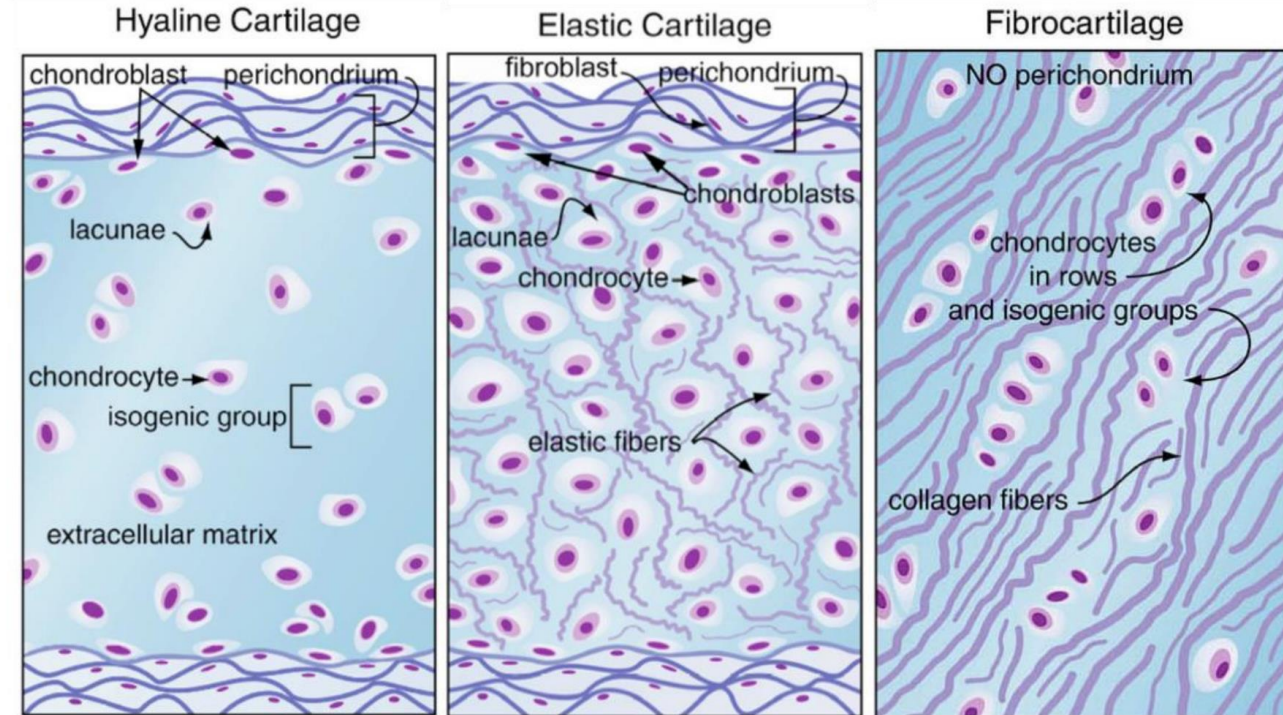 Hyaline Cartilage
chondroblast
perichondrium
lacunae
chondrocyte
isogenic group
extracellular matrix
Elastic Cartilage
fibroblast
perichondrium
chondroblasts
lacunae
chondrocyte
elastic fibers
Fibrocartilage
NO perichondrium
chondrocytes
in rows
and isogenic groups
collagen fibers